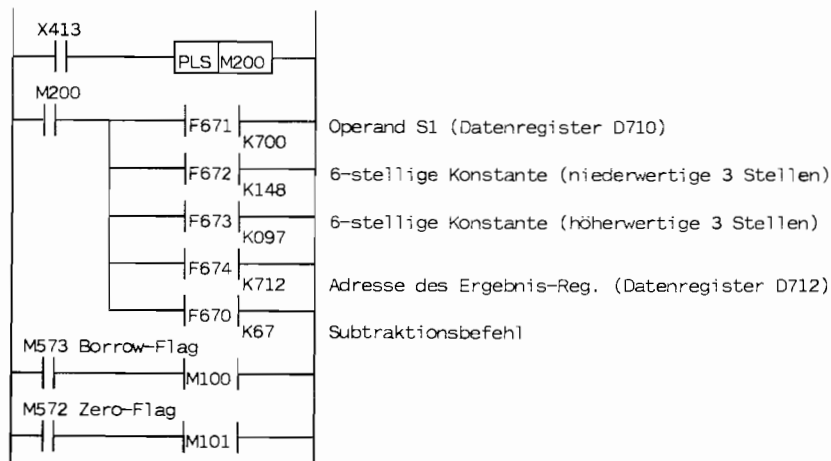 X413
PLS M200
M200
F671 K700 Operand S1 (Datenregister D710)
F672 K148 6-stellige Konstante (niederwertige 3 Stellen)
F673 K097 6-stellige Konstante (höherwertige 3 Stellen)
F674 K712 Adresse des Ergebnis-Reg. (Datenregister D712)
F670 K67 Subtraktionsbefehl
M573 Borrow-Flag
M100
M572 Zero-Flag
M101